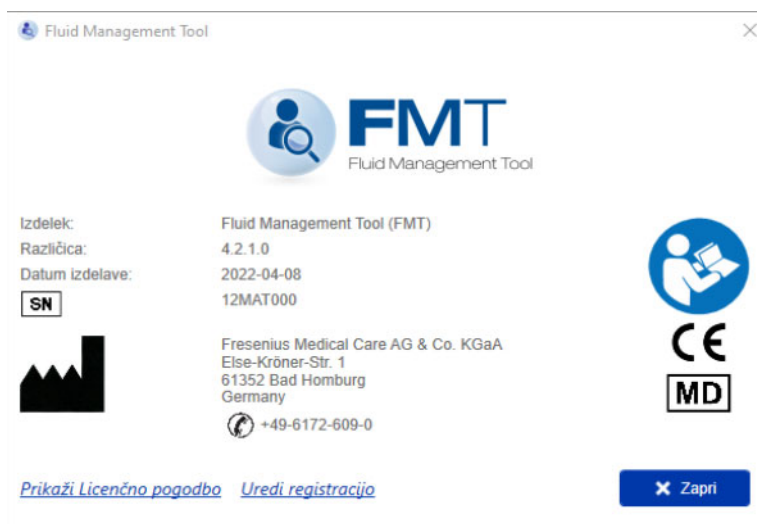 Fluid Management Tool
FMT
Fluid Management Tool
Izdelek: Fluid Management Tool (FMT)
Različica: 4.2.1.0
Datum izdelave: 2022-04-08
SN 12MAT000
Fresenius Medical Care AG & Co. KGaA
Else-Kröner-Str. 1
61352 Bad Homburg
Germany
+49-6172-609-0
CE
MD
Prikaži Licenčno pogodbo Uredi registracijo Zapri